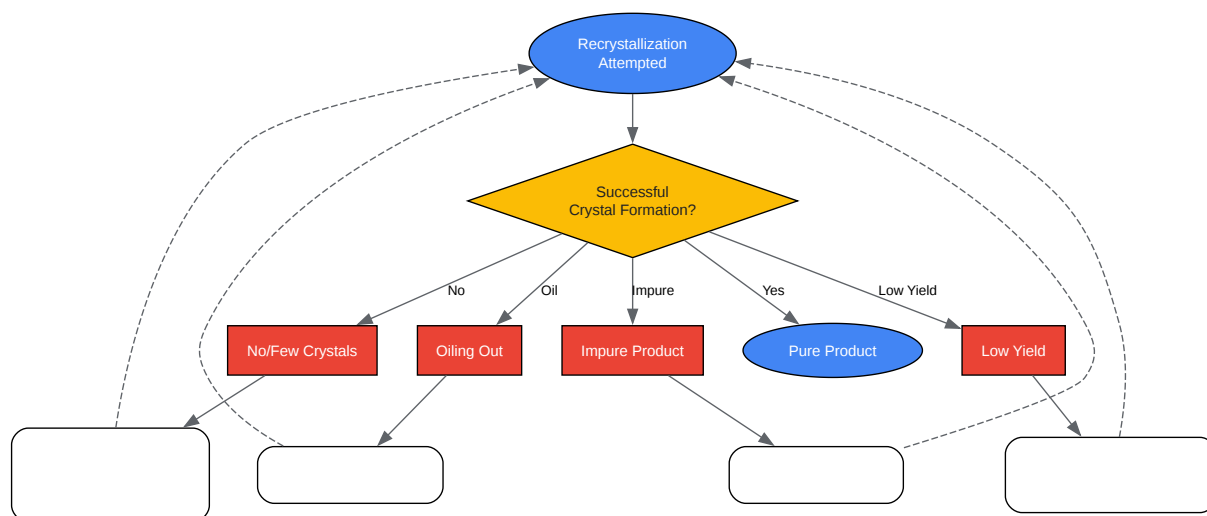 Recrystallization
Attempted
Successful
Crystal Formation?
No
Oil
Impure
Yes
Low Yield
No/Few Crystals
Oiling Out
Impure Product
Pure Product
Low Yield